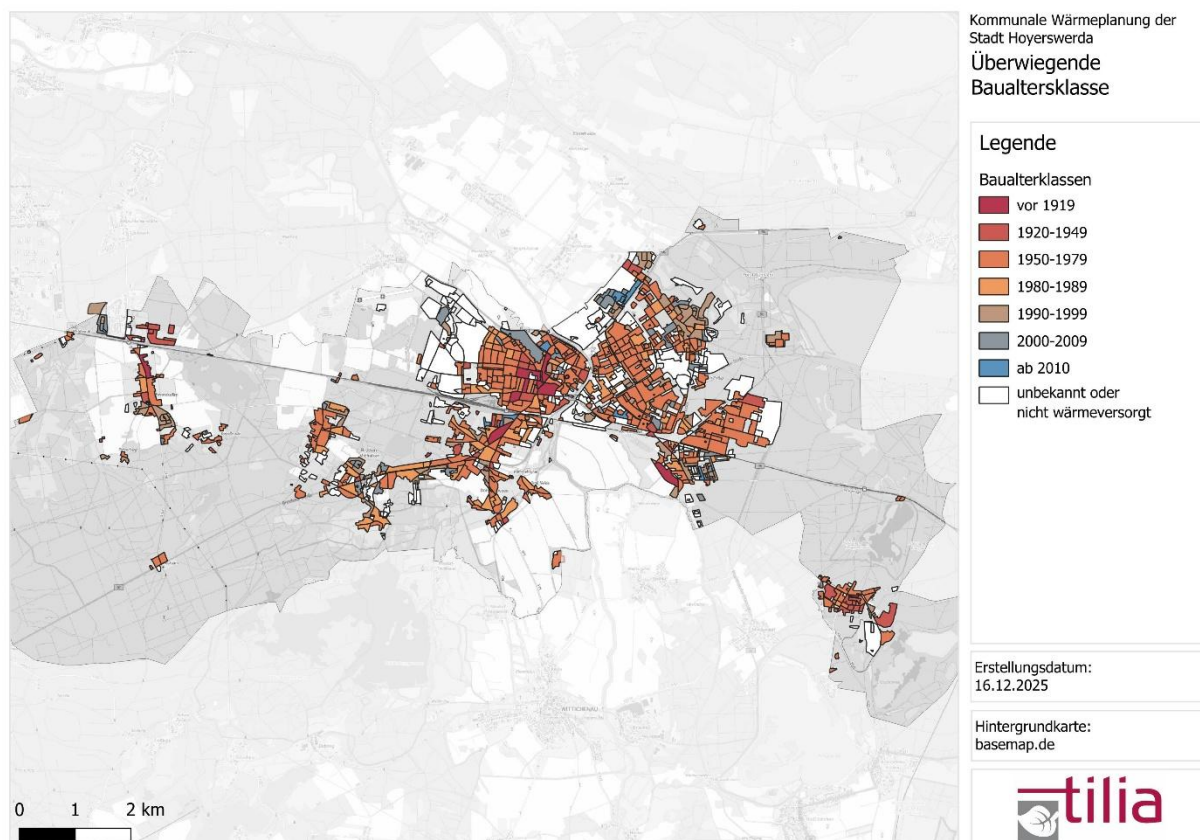 Kommunale Wärmeplanung der
Stadt Hoyerswerda
Überwiegende
Baualtersklasse
Legende
Baualterklassen
vor 1919
1920-1949
1950-1979
1980-1989
1990-1999
2000-2009
ab 2010
unbekannt oder
nicht wärmeversorgt
Erstellungsdatum:
16.12.2025
Hintergrundkarte:
basemap.de
tilia
WITTICHENAU
0 1 2 km